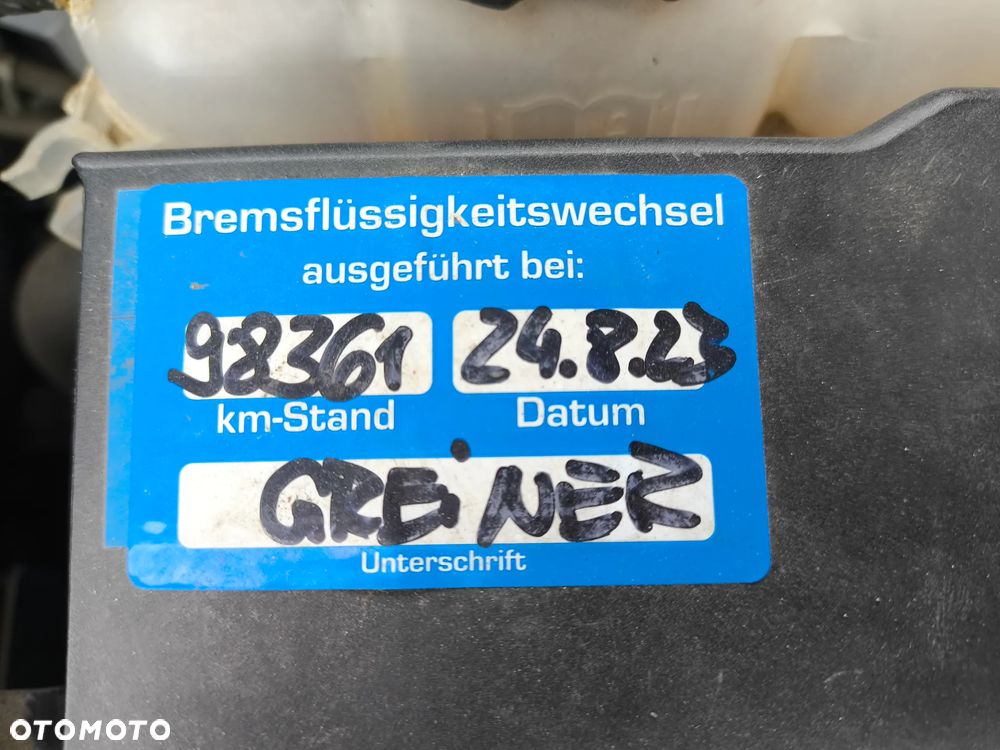 Bremsflüssigkeitswechsel
ausgeführt bei:
98361 24.8.23
km-Stand Datum
GREiNER
Unterschrift
OTOMOTO